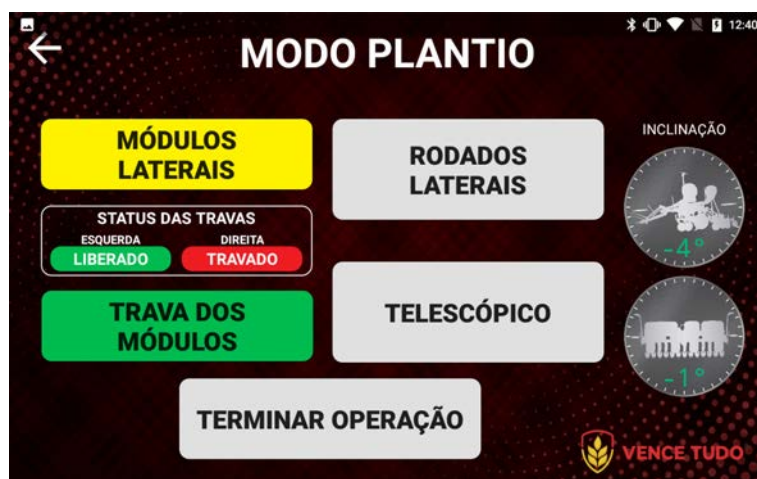 12:40
MODO PLANTIO
MÓDULOS
LATERAIS
RODADOS
LATERAIS
INCLINAÇÃO
-4°
STATUS DAS TRAVAS
ESQUERDA DIREITA
LIBERADO TRAVADO
TRAVA DOS
MÓDULOS
TELESCÓPICO
-1°
TERMINAR OPERAÇÃO
VENCE TUDO